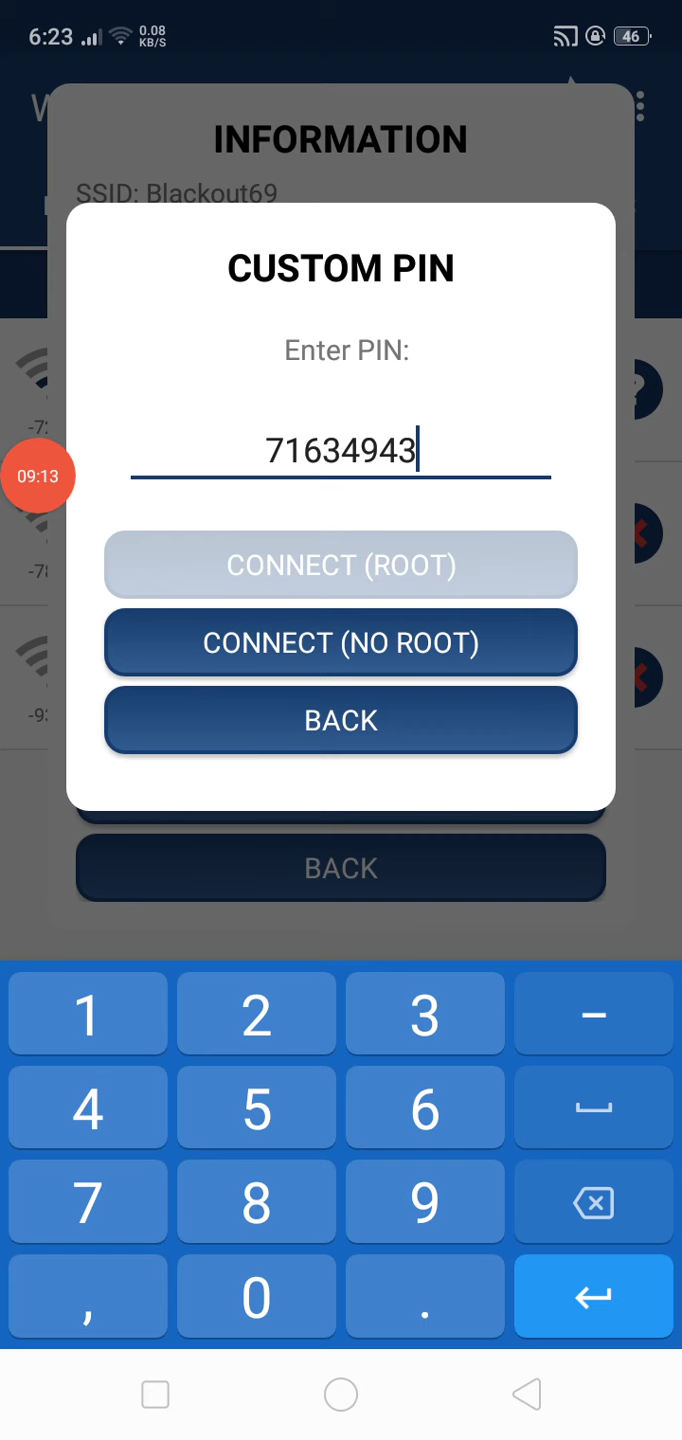 6:23 0.08 KB/S 46
W
INFORMATION
SSID: Blackout69
CUSTOM PIN
Enter PIN:
71634943
09:13
CONNECT (ROOT)
CONNECT (NO ROOT)
BACK
BACK
1 2 3 –
4 5 6
7 8 9
, 0 .